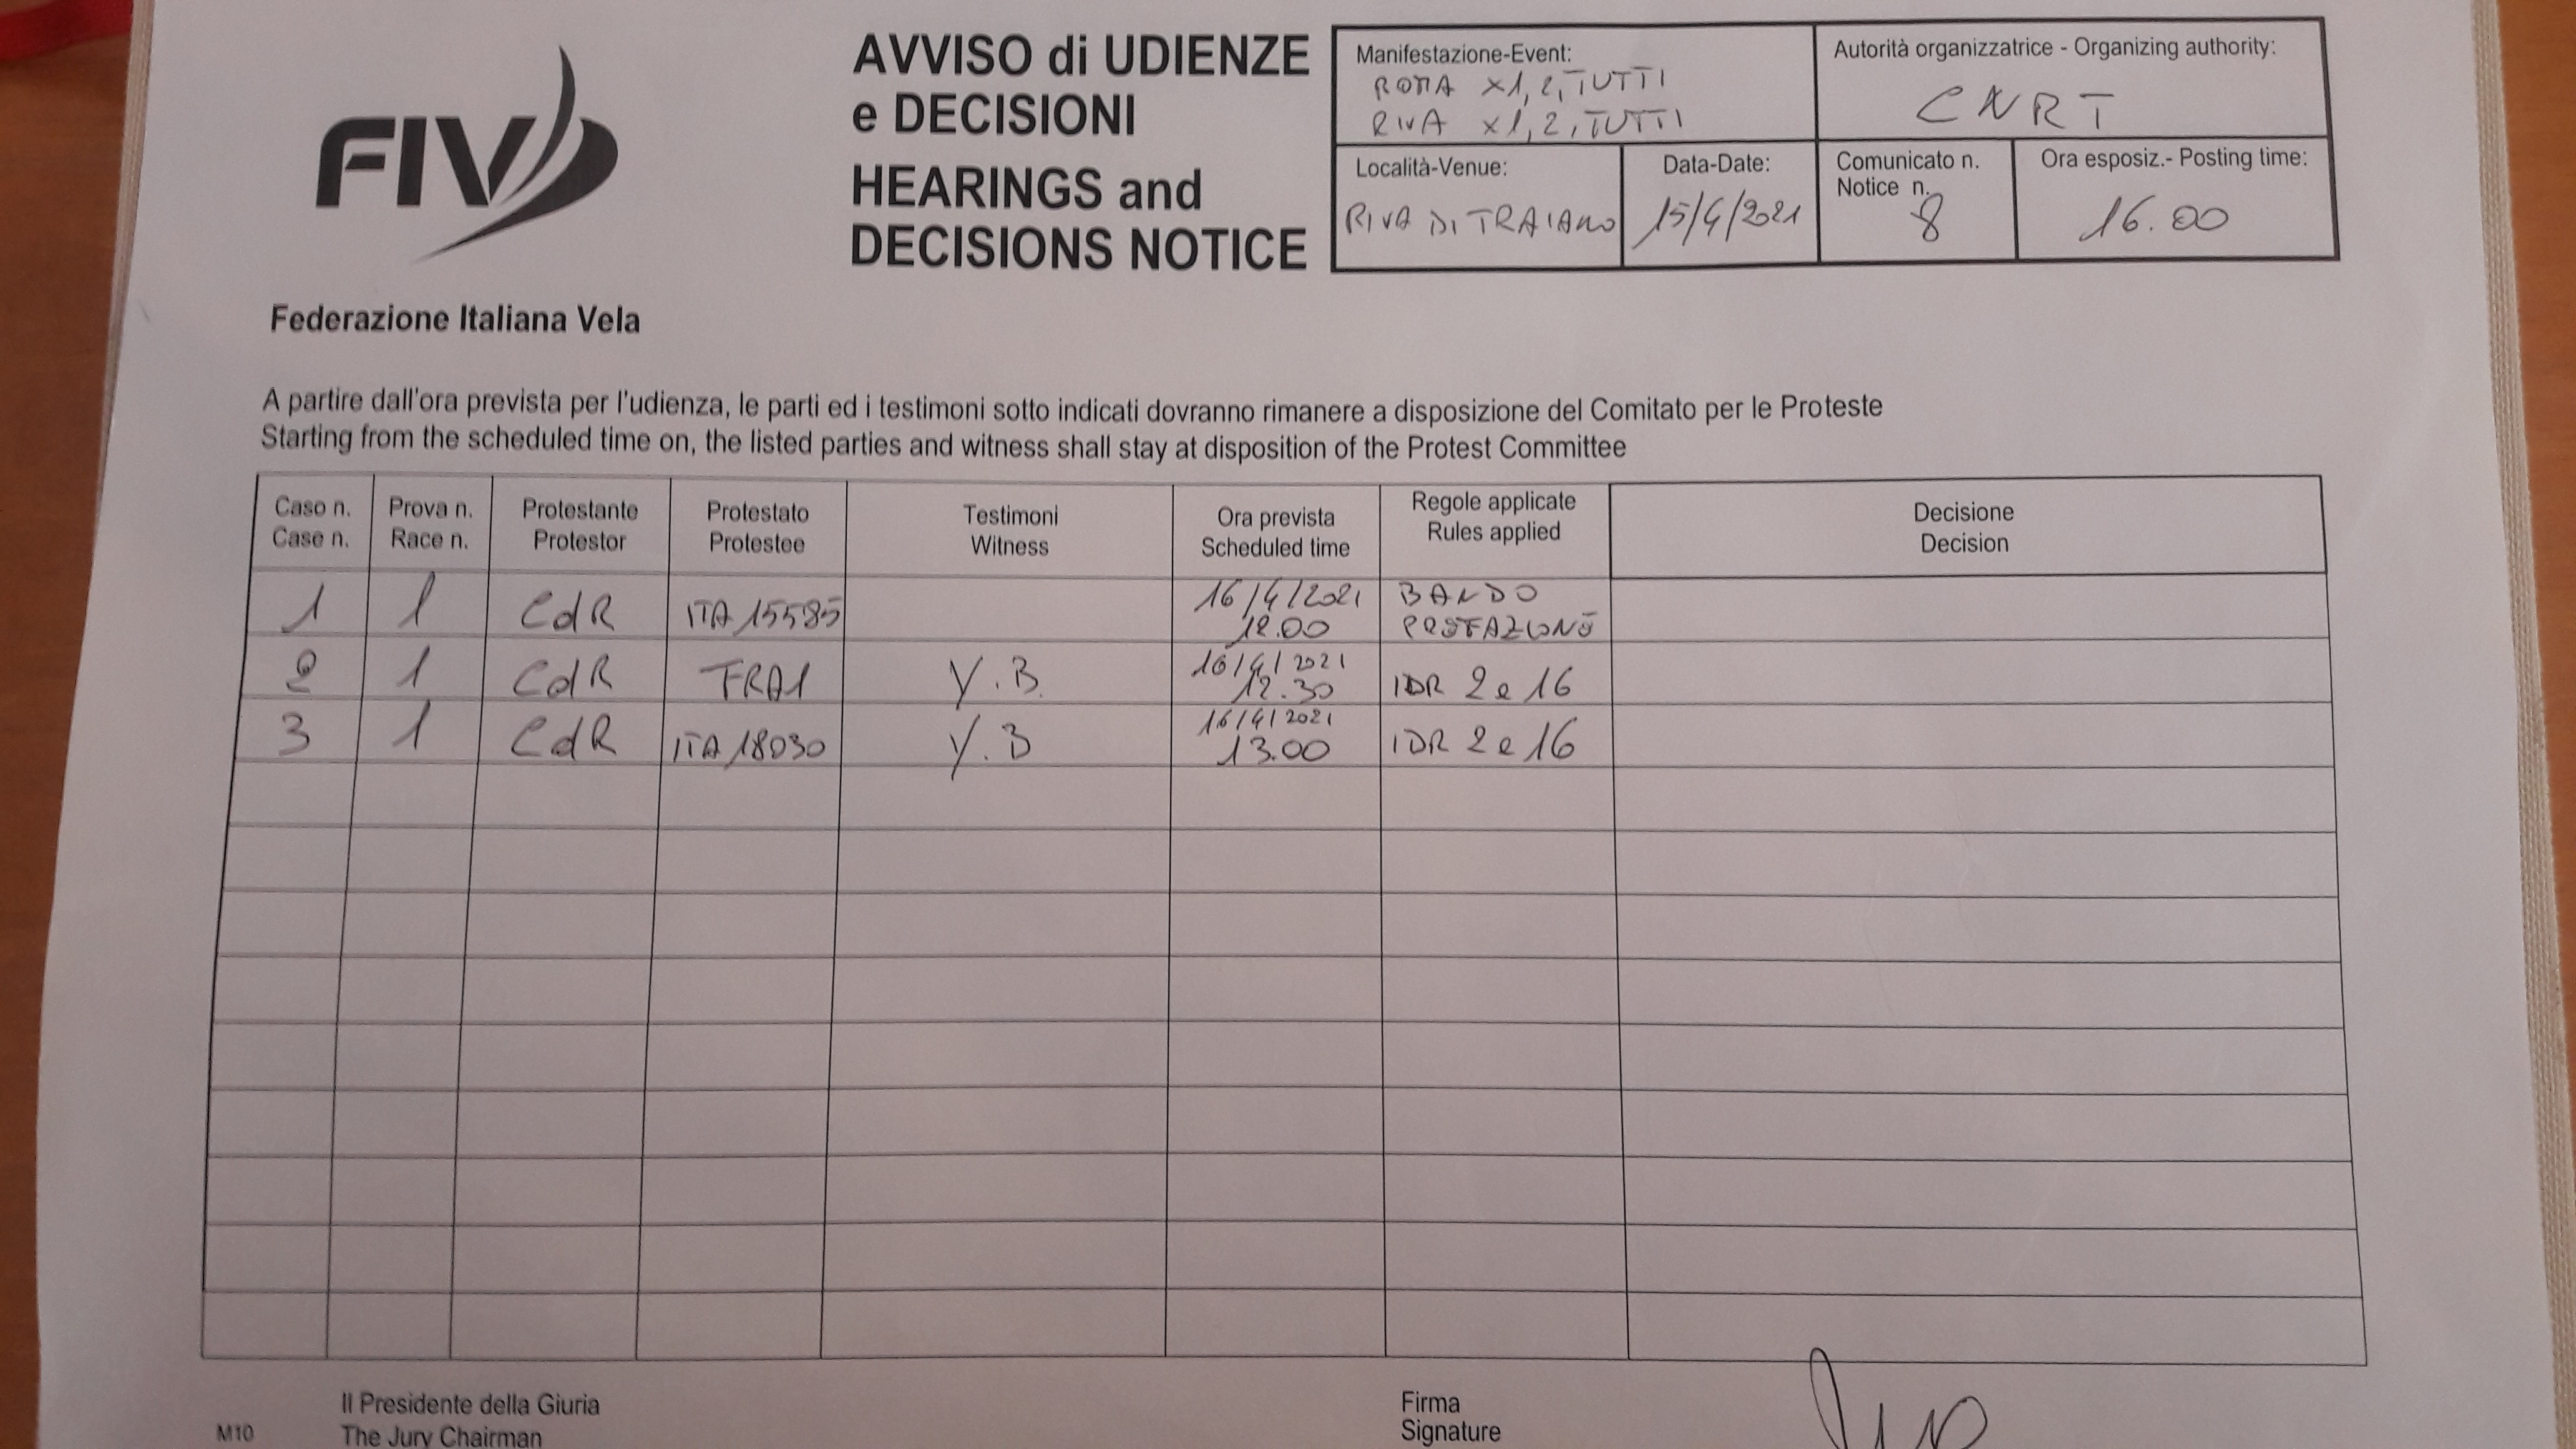 FIV
Federazione Italiana Vela
AVVISO di UDIENZE
e DECISIONI
HEARINGS and
DECISIONS NOTICE
Manifestazione-Event:
ROMA X1, 2, TUTTI
RIVA X1, 2, TUTTI
Autorità organizzatrice - Organizing authority:
CNRT
Località-Venue:
RIVA DI TRAIANO
Data-Date:
15/4/2021
Comunicato n.
Notice n.
8
Ora esposiz.- Posting time:
16.00
A partire dall'ora prevista per l'udienza, le parti ed i testimoni sotto indicati dovranno rimanere a disposizione del Comitato per le Proteste
Starting from the scheduled time on, the listed parties and witness shall stay at disposition of the Protest Committee
Caso n. Prova n. Protestante Protestato Testimoni Ora prevista Regole applicate Decisione
Case n. Race n. Protestor Protestee Witness Scheduled time Rules applied Decision
1 1 CdR ITA 15585 16/4/2021 12.00 BANDO PREFAZIONE
2 1 CdR FRA1 Y.B. 16/4/2021 12.30 IDR 2 e 16
3 1 CdR ITA 18030 Y.B 16/4/2021 13.00 IDR 2 e 16
Il Presidente della Giuria
The Jury Chairman
M10
Firma
Signature